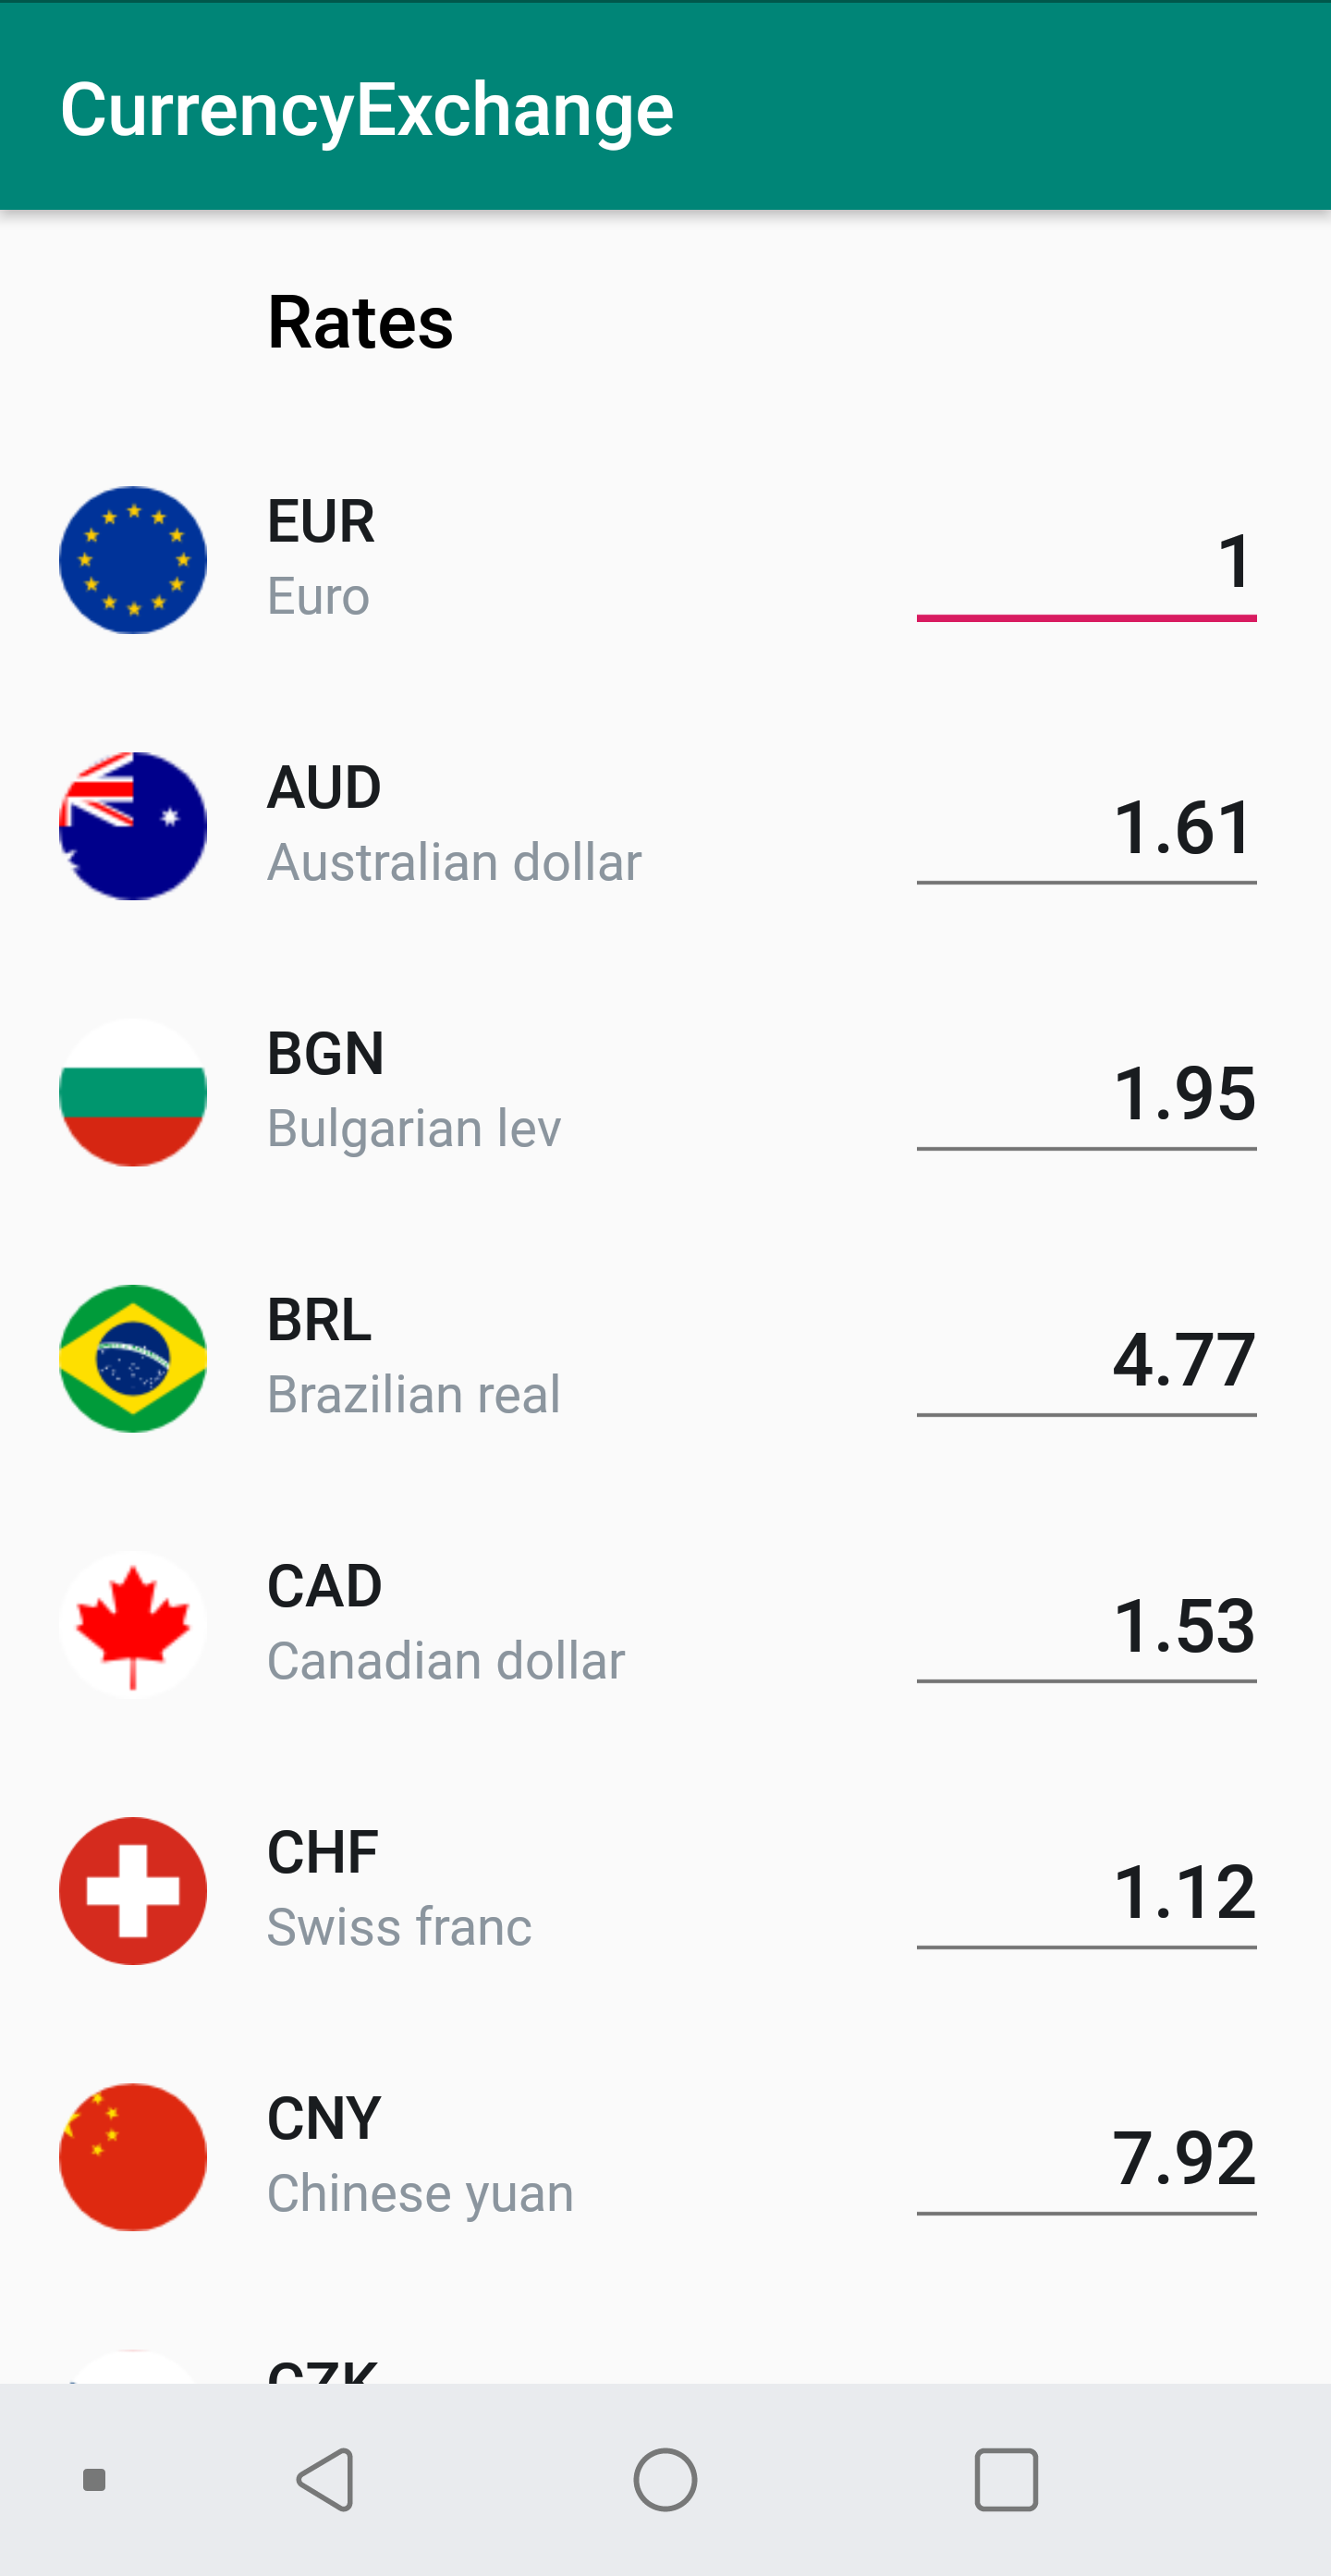 CurrencyExchange
Rates
EUR
Euro
1
AUD
Australian dollar
1.61
BGN
Bulgarian lev
1.95
BRL
Brazilian real
4.77
CAD
Canadian dollar
1.53
CHF
Swiss franc
1.12
CNY
Chinese yuan
7.92
CZK